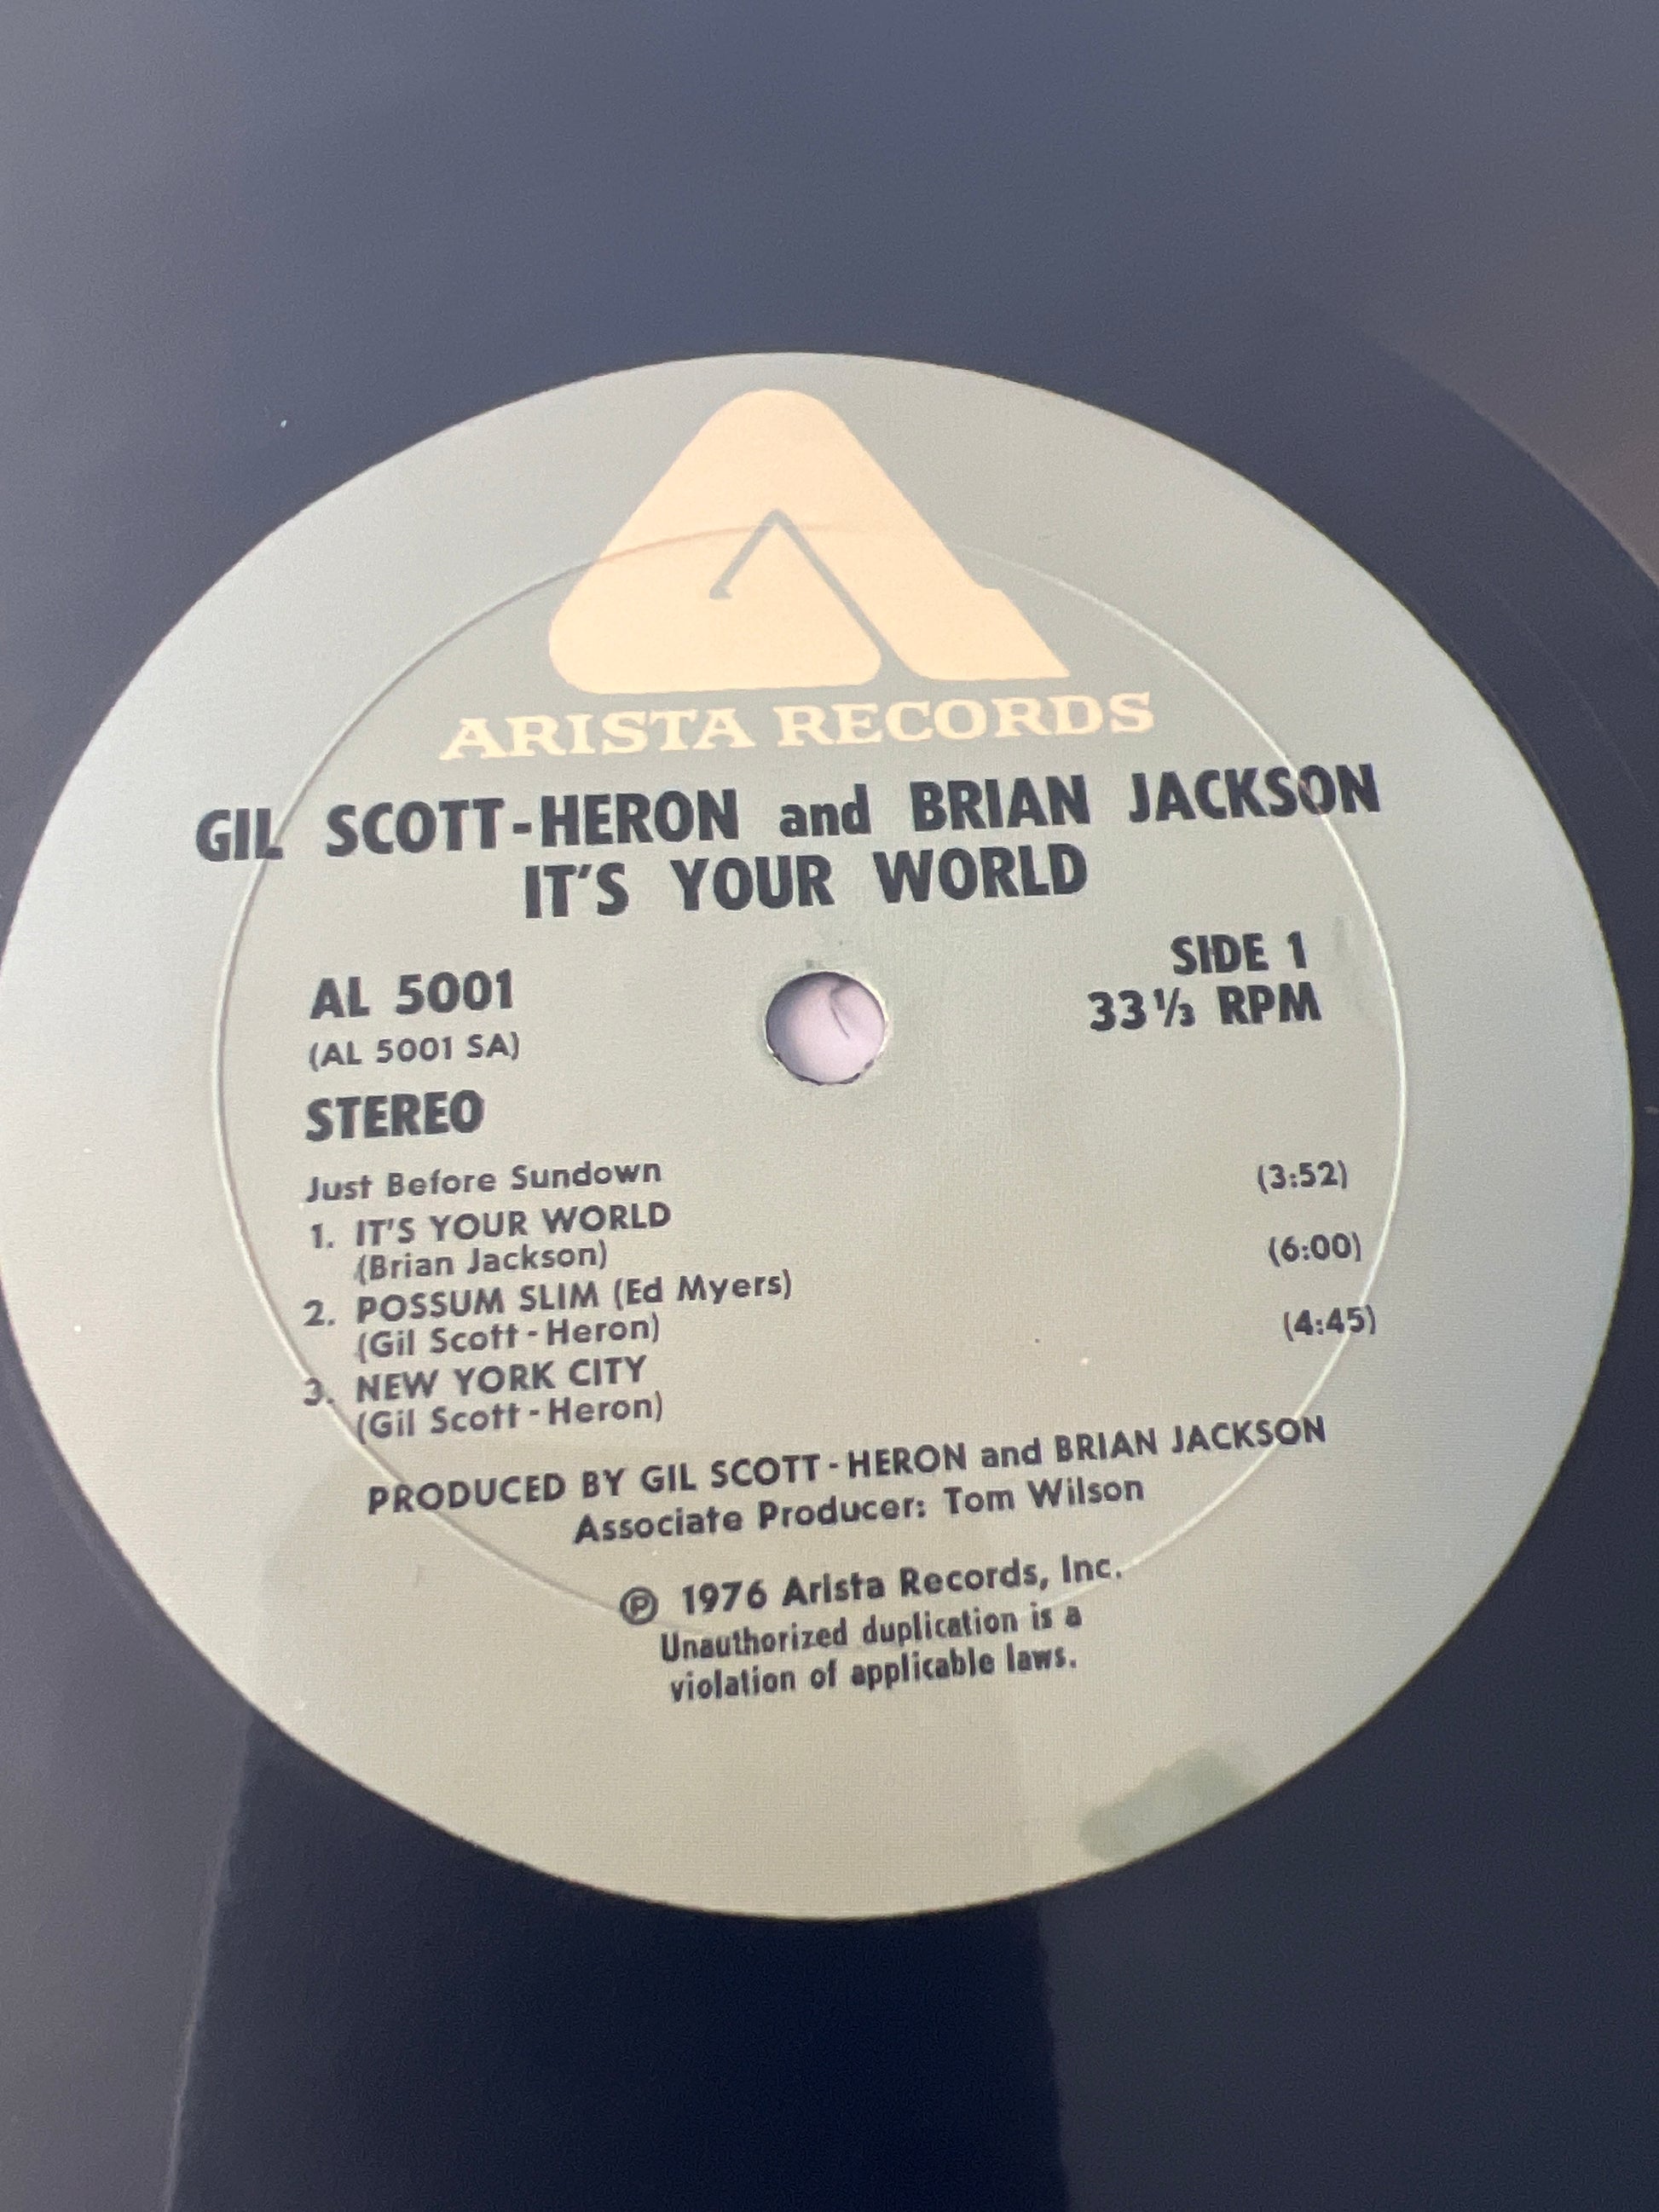 ARISTA RECORDS
GIL SCOTT-HERON and BRIAN JACKSON
IT'S YOUR WORLD
AL 5001
(AL 5001 SA)
STEREO
SIDE 1
33⅓ RPM
Just Before Sundown
1. IT'S YOUR WORLD (3:52)
(Brian Jackson)
2. POSSUM SLIM (Ed Myers) (6:00)
(Gil Scott-Heron)
3. NEW YORK CITY (4:45)
(Gil Scott-Heron)
PRODUCED BY GIL SCOTT-HERON and BRIAN JACKSON
Associate Producer: Tom Wilson
℗ 1976 Arista Records, Inc.
Unauthorized duplication is a
violation of applicable laws.